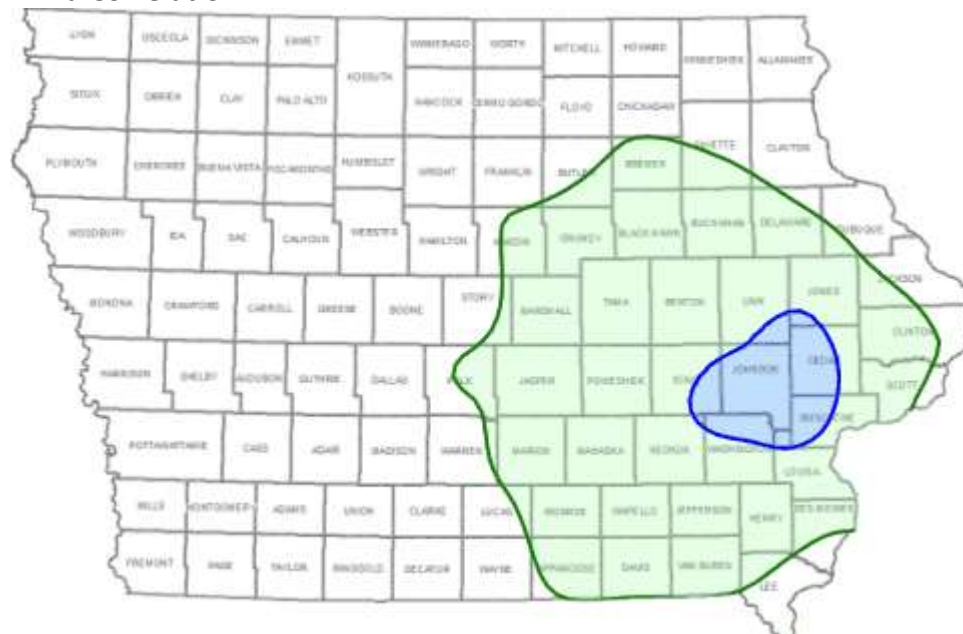 LYON OSCEOLA DICKINSON EMMET WINNEBAGO WORTH MITCHELL HOWARD
KOSSUTH WINNESHIEK ALLAMAKEE
SIOUX OBRIEN CLAY PALO ALTO HANCOCK CERRO GORDO FLOYD CHICKASAW
PLYMOUTH CHEROKEE BUENA VISTA POCAHONTAS HUMBOLDT WRIGHT FRANKLIN BUTLER BREMER FAYETTE CLAYTON
WOODBURY IDA SAC CALHOUN WEBSTER HAMILTON HARDIN GRUNDY BLACK HAWK BUCHANAN DELAWARE DUBUQUE
MONONA CRAWFORD CARROLL GREENE BOONE STORY MARSHALL TAMA BENTON LINN JONES JACKSON
CLINTON
HARRISON SHELBY AUDUBON GUTHRIE DALLAS POLK JASPER POWESHIEK IOWA JOHNSON CEDAR SCOTT
MUSCATINE
POTTAWATTAMIE CASS ADAIR MADISON WARREN MARION MAHASKA KEOKUK WASHINGTON
LOUISA
MILLS MONTGOMERY ADAMS UNION CLARKE LUCAS MONROE WAPELLO JEFFERSON HENRY DES MOINES
FREMONT PAGE TAYLOR RINGGOLD DECATUR WAYNE APPANOOSE DAVIS VAN BUREN LEE